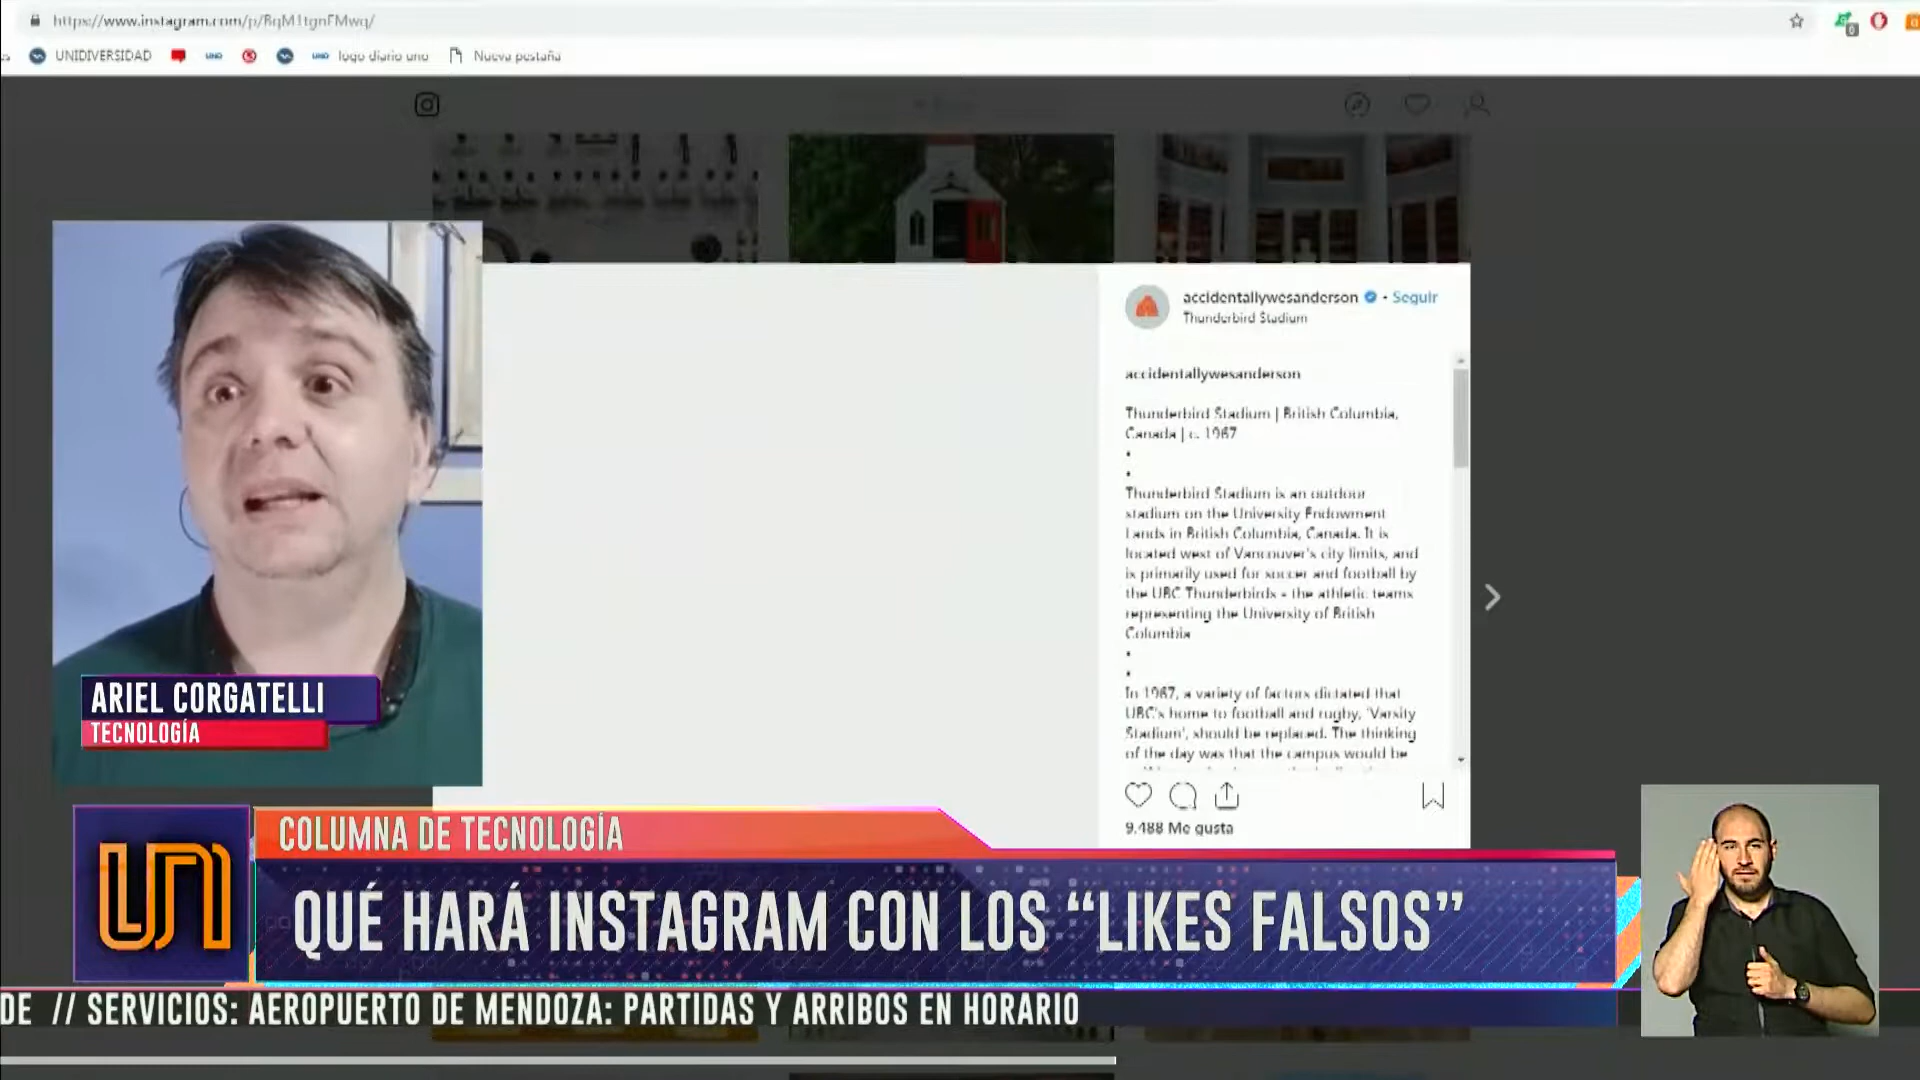 https://www.instagram.com/p/BqM1tgnFMwq/
UNIDIVERSIDAD
UNO
UNO
logo diario uno
Nueva pestaña
0
accidentallywesanderson • Seguir
Thunderbird Stadium
accidentallywesanderson
Thunderbird Stadium | British Columbia,
Canada | c. 1967
•
•
Thunderbird Stadium is an outdoor
stadium on the University Endowment
Lands in British Columbia, Canada. It is
located west of Vancouver's city limits, and
is primarily used for soccer and football by
the UBC Thunderbirds - the athletic teams
representing the University of British
Columbia
•
•
In 1967, a variety of factors dictated that
UBC's home to football and rugby, 'Varsity
Stadium', should be replaced. The thinking
of the day was that the campus would be
9.488 Me gusta
ARIEL CORGATELLI
TECNOLOGÍA
UN
COLUMNA DE TECNOLOGÍA
QUÉ HARÁ INSTAGRAM CON LOS “LIKES FALSOS”
DE // SERVICIOS: AEROPUERTO DE MENDOZA: PARTIDAS Y ARRIBOS EN HORARIO